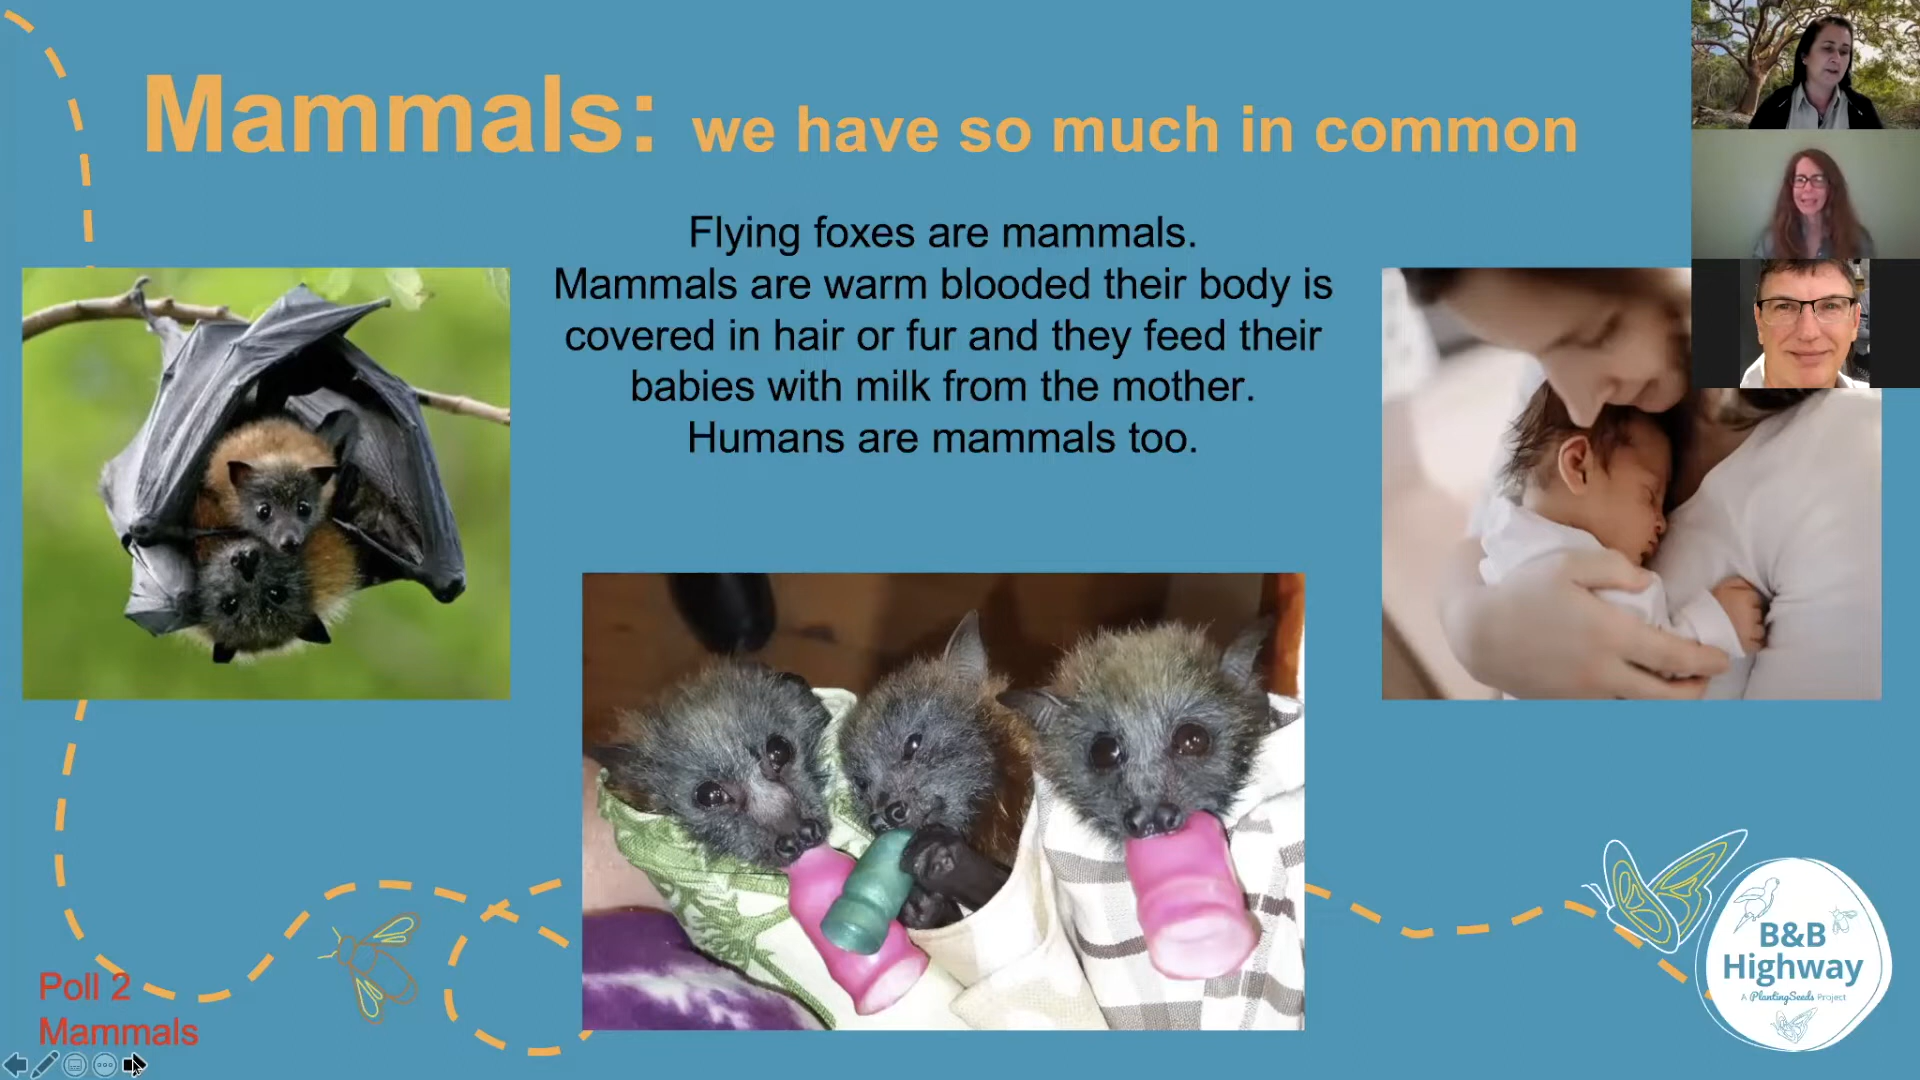 Mammals: we have so much in common
Flying foxes are mammals.
Mammals are warm blooded their body is
covered in hair or fur and they feed their
babies with milk from the mother.
Humans are mammals too.
Poll 2
Mammals
B&B
Highway
A PlantingSeeds Project